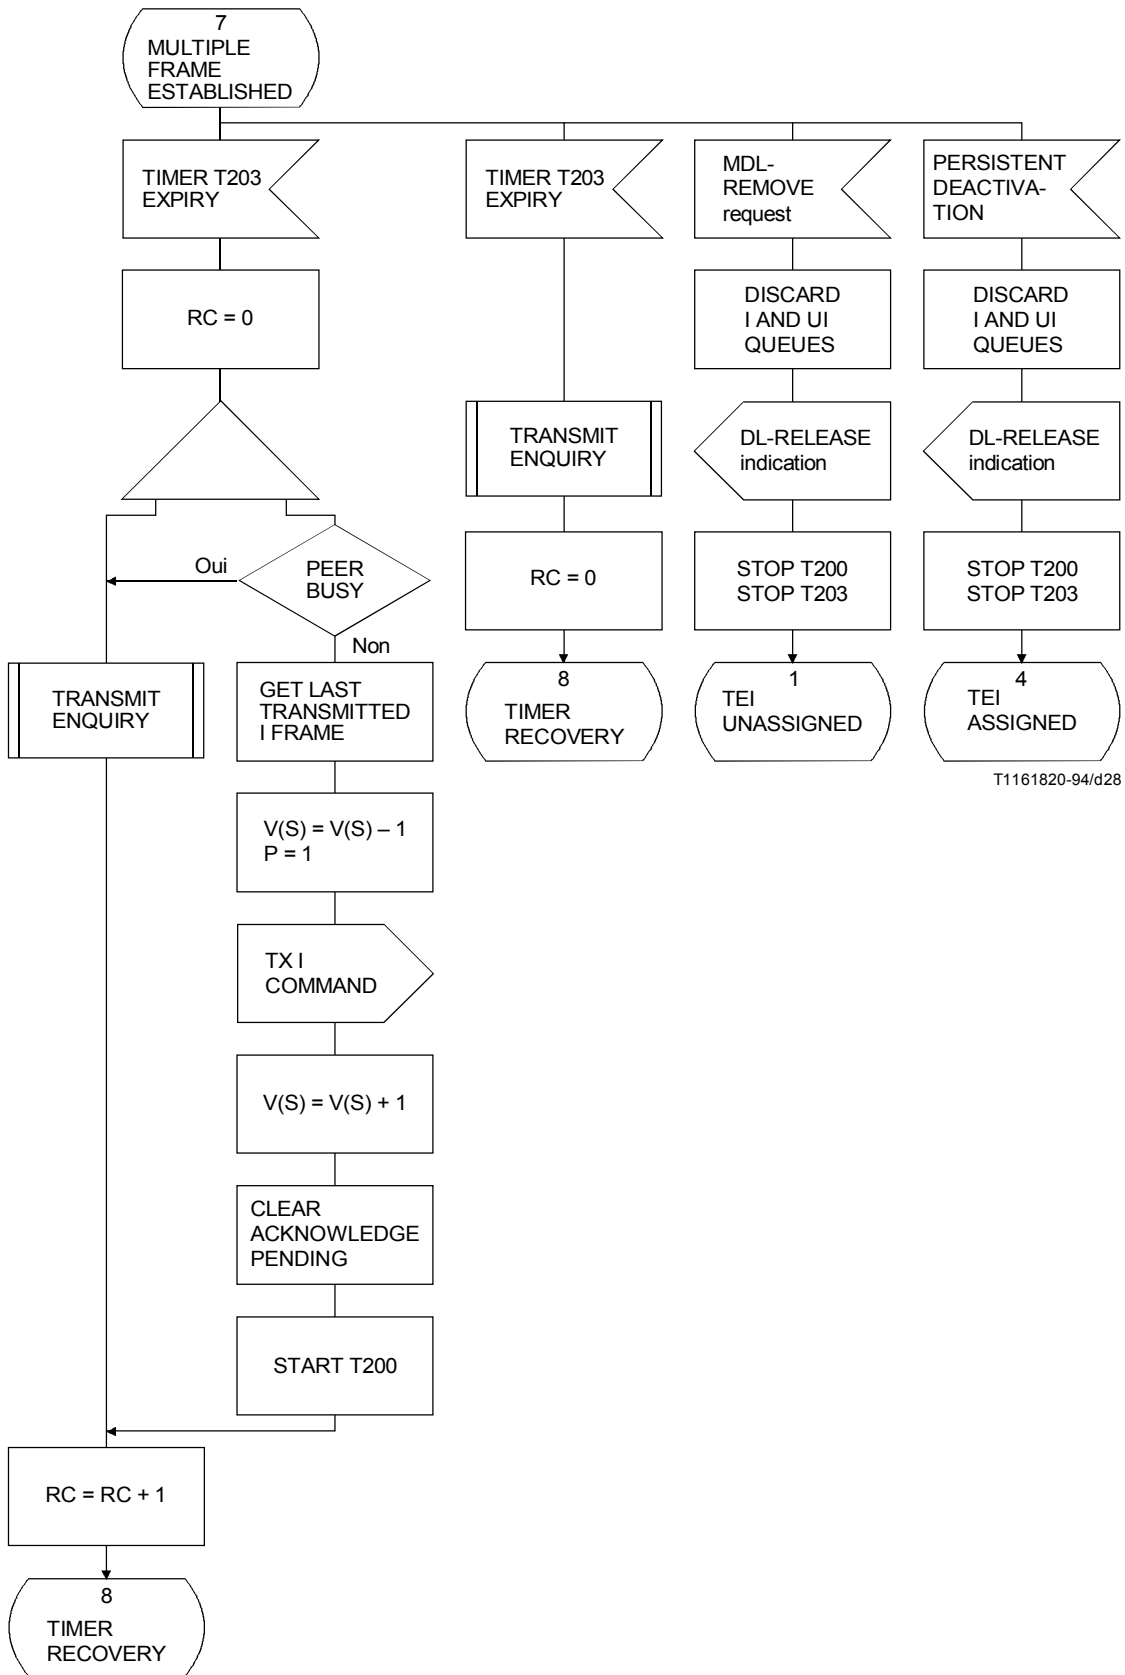 7
MULTIPLE
FRAME
ESTABLISHED
TIMER T203
EXPIRY
RC = 0
Oui
PEER
BUSY
Non
TRANSMIT
ENQUIRY
GET LAST
TRANSMITTED
I FRAME
V(S) = V(S) – 1
P = 1
TX I
COMMAND
V(S) = V(S) + 1
CLEAR
ACKNOWLEDGE
PENDING
START T200
RC = RC + 1
8
TIMER
RECOVERY
TIMER T203
EXPIRY
TRANSMIT
ENQUIRY
RC = 0
8
TIMER
RECOVERY
MDL-
REMOVE
request
DISCARD
I AND UI
QUEUES
DL-RELEASE
indication
STOP T200
STOP T203
1
TEI
UNASSIGNED
PERSISTENT
DEACTIVA-
TION
DISCARD
I AND UI
QUEUES
DL-RELEASE
indication
STOP T200
STOP T203
4
TEI
ASSIGNED
T1161820-94/d28